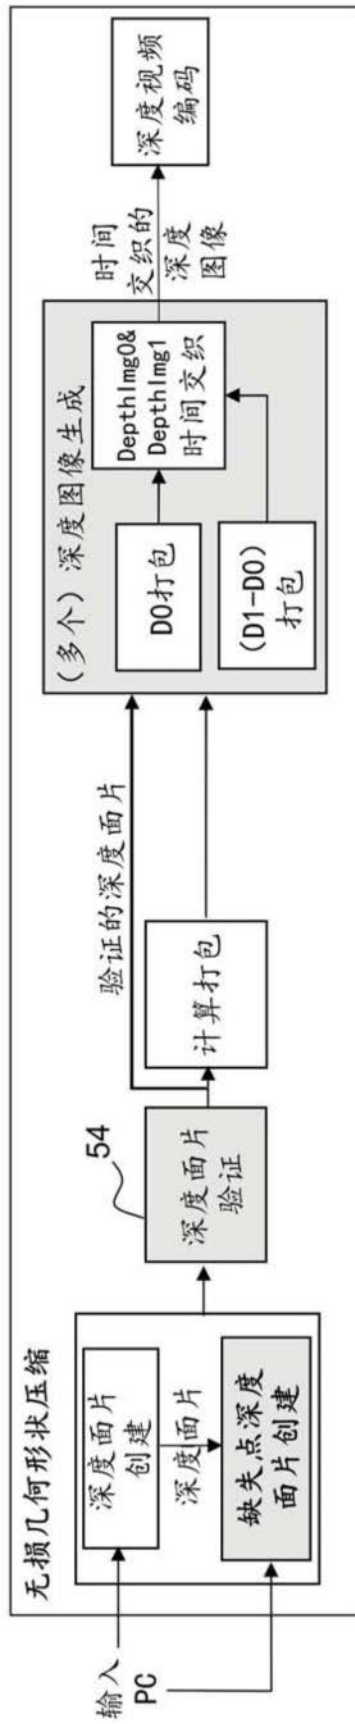 无损几何形状压缩
输入
PC
深度面片
创建
深度面片
缺失点深度
面片创建
54
深度面片
验证
验证的深度面片
计算打包
(多个) 深度图像生成
D0打包
(D1-D0)
打包
DepthImg0&
DepthImg1
时间交织
时间
交织的
深度
图像
深度视频
编码